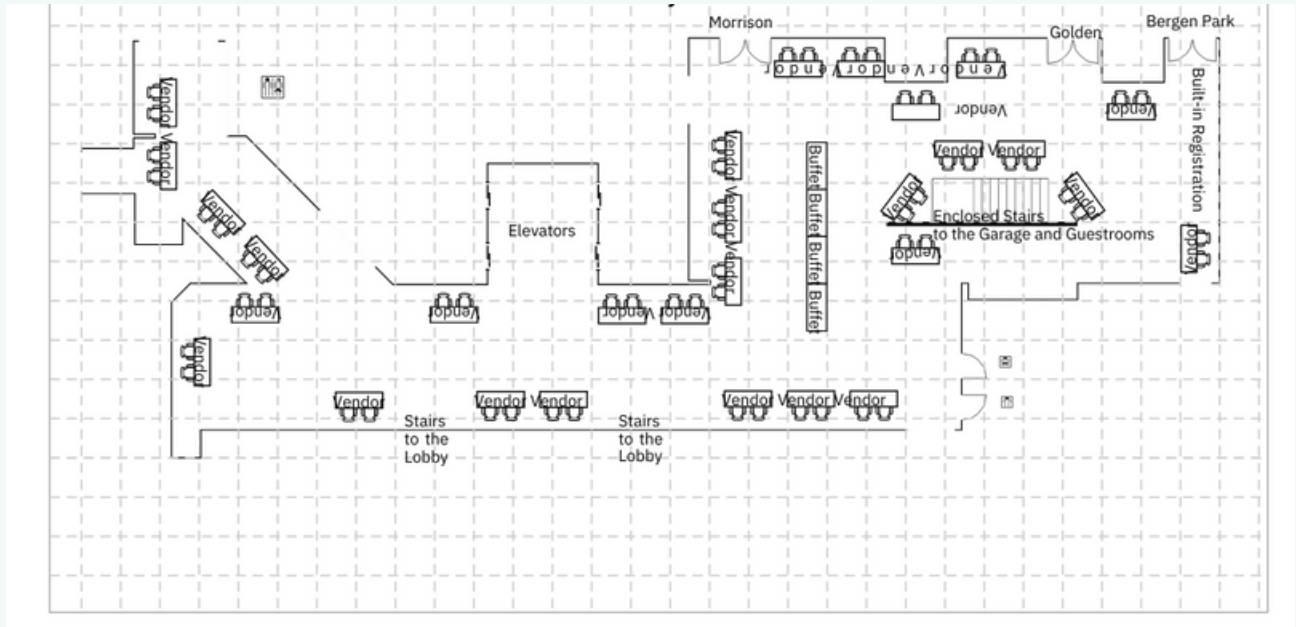 Morrison
Golden
Bergen Park
Vendor Vendor Vendor
Vendor
Vendor
Built-in Registration
Vendor
Vendor
Vendor Vendor
Vendor
Vendor
Vendor
Buffet Buffet Buffet Buffet
Vendor
Vendor
Enclosed Stairs
to the Garage and Guestrooms
Vendor
Vendor
Vendor
Vendor
Elevators
Vendor
Vendor
Vendor
Vendor Vendor
Vendor
Vendor
Vendor Vendor
Vendor Vendor Vendor
Stairs
to the
Lobby
Stairs
to the
Lobby